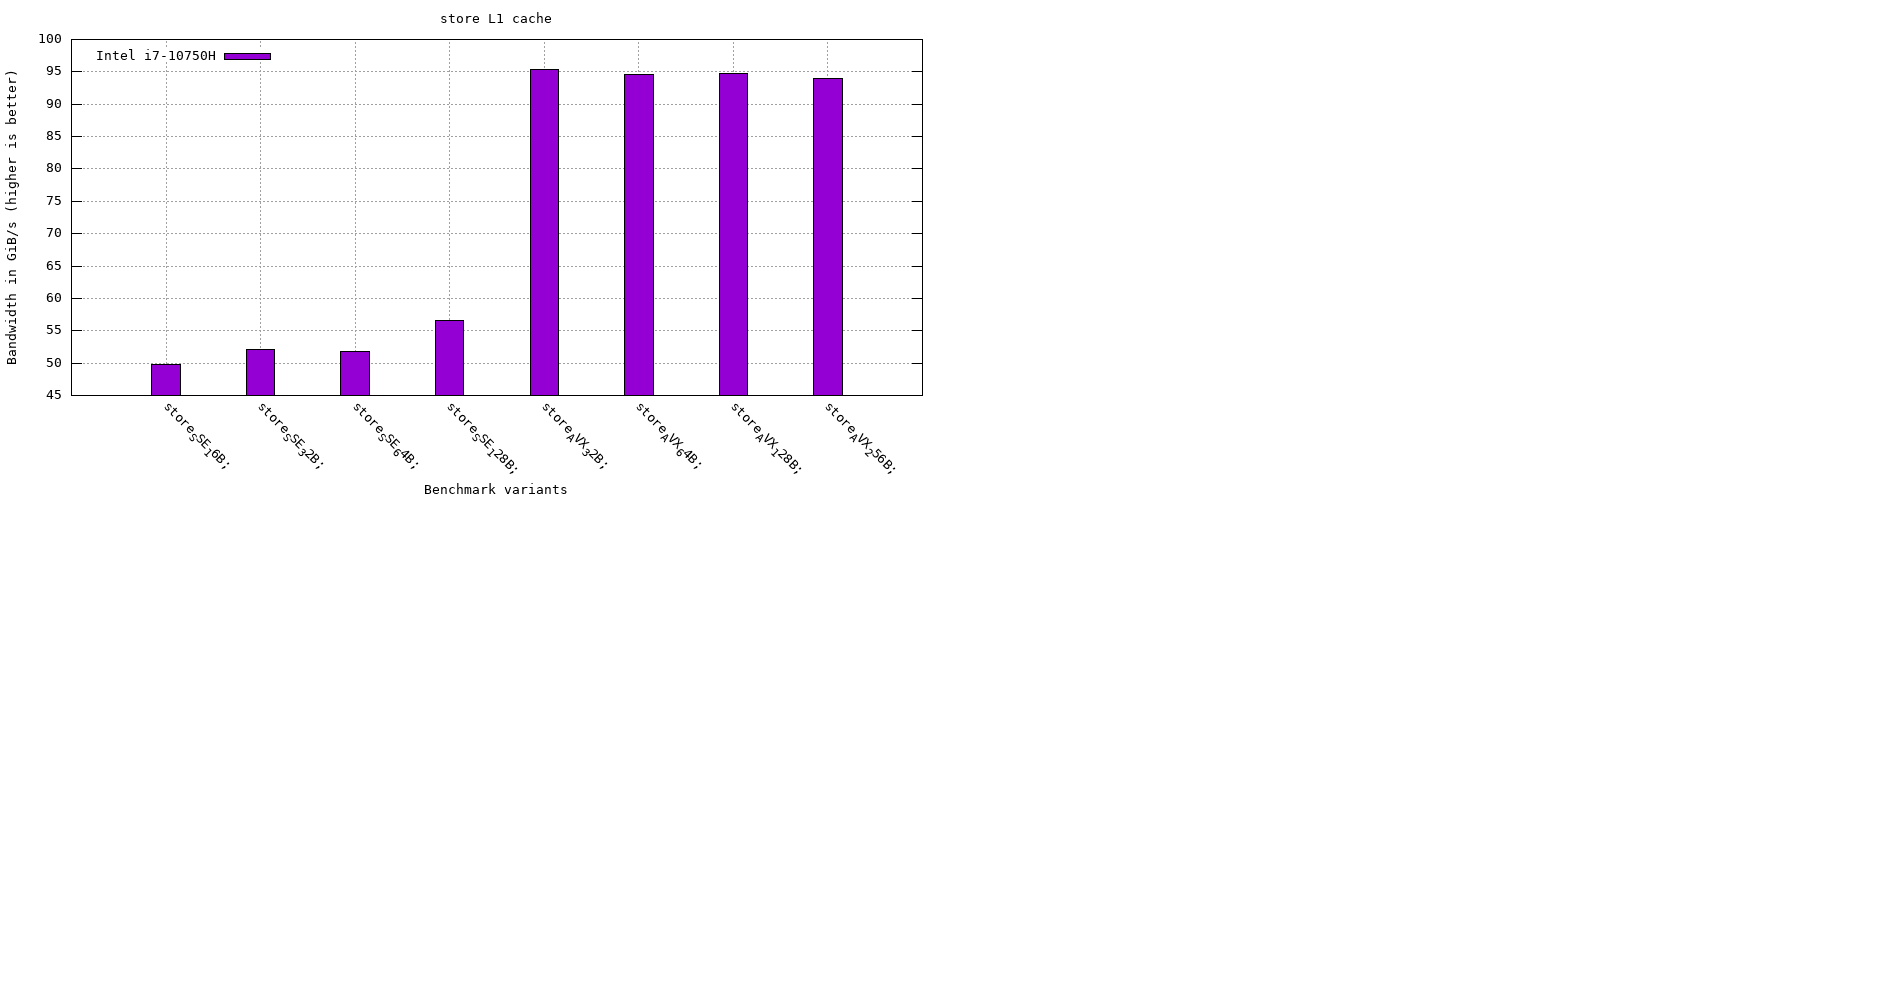 store L1 cache
Intel i7-10750H
Bandwidth in GiB/s (higher is better)
100
95
90
85
80
75
70
65
60
55
50
45
storeSSE16B;
storeSSE32B;
storeSSE64B;
storeSSE128B;
storeAVX32B;
storeAVX64B;
storeAVX128B;
storeAVX256B;
Benchmark variants